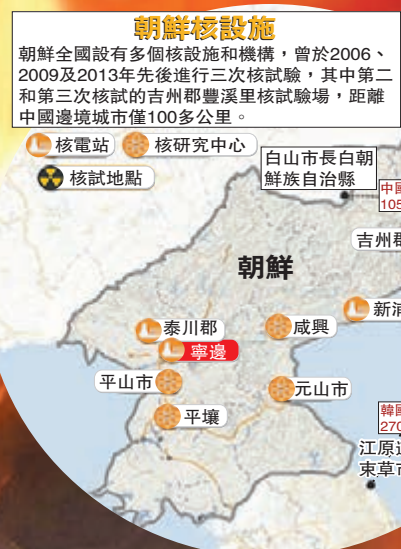 朝鮮核設施
朝鮮全國設有多個核設施和機構，曾於2006、
2009及2013年先後進行三次核試驗，其中第二
和第三次核試的吉州郡豐溪里核試驗場，距離
中國邊境城市僅100多公里。
核電站 核研究中心
核試地點
白山市長白朝
鮮族自治縣
中國
105
吉州郡
朝鮮
新浦
泰川郡
咸興
寧邊
平山市
元山市
平壤
韓國
270
江原道
束草市